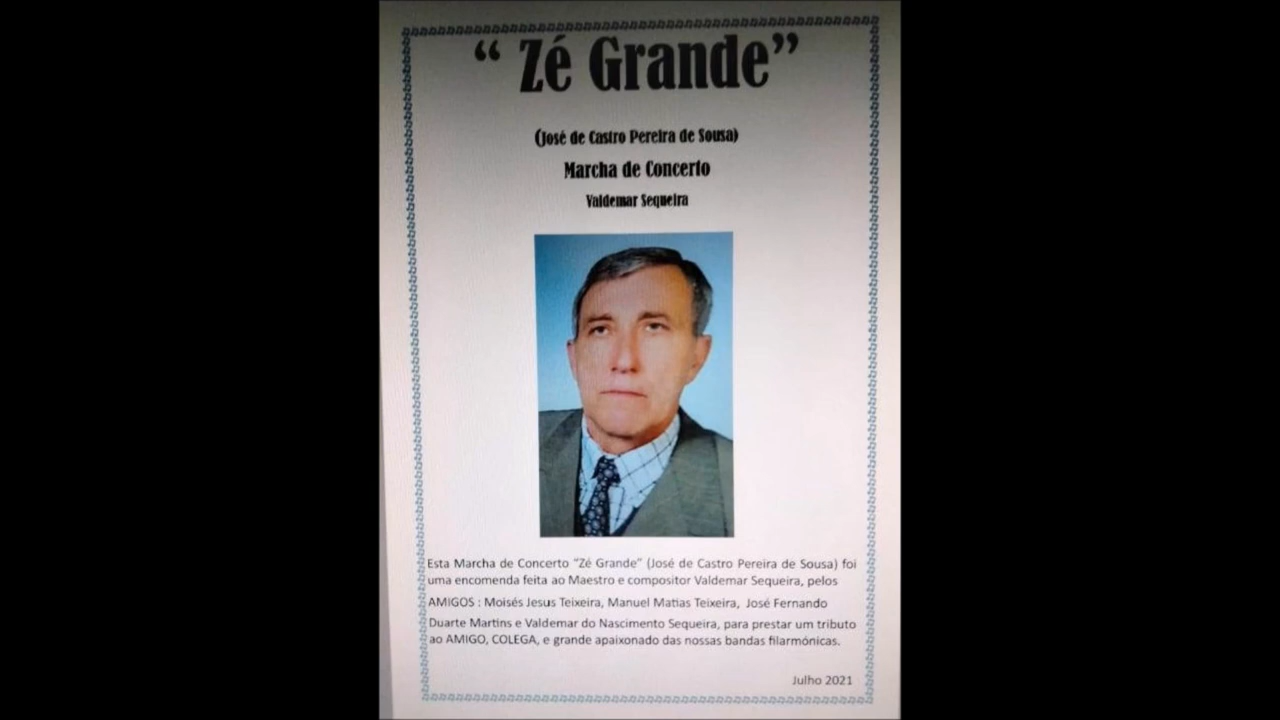 “ Zé Grande”
(José de Castro Pereira de Sousa)
Marcha de Concerto
Valdemar Sequeira
Esta Marcha de Concerto “Zé Grande” (José de Castro Pereira de Sousa) foi
uma encomenda feita ao Maestro e compositor Valdemar Sequeira, pelos
AMIGOS : Moisés Jesus Teixeira, Manuel Matias Teixeira, José Fernando
Duarte Martins e Valdemar do Nascimento Sequeira, para prestar um tributo
ao AMIGO, COLEGA, e grande apaixonado das nossas bandas filarmónicas.
Julho 2021